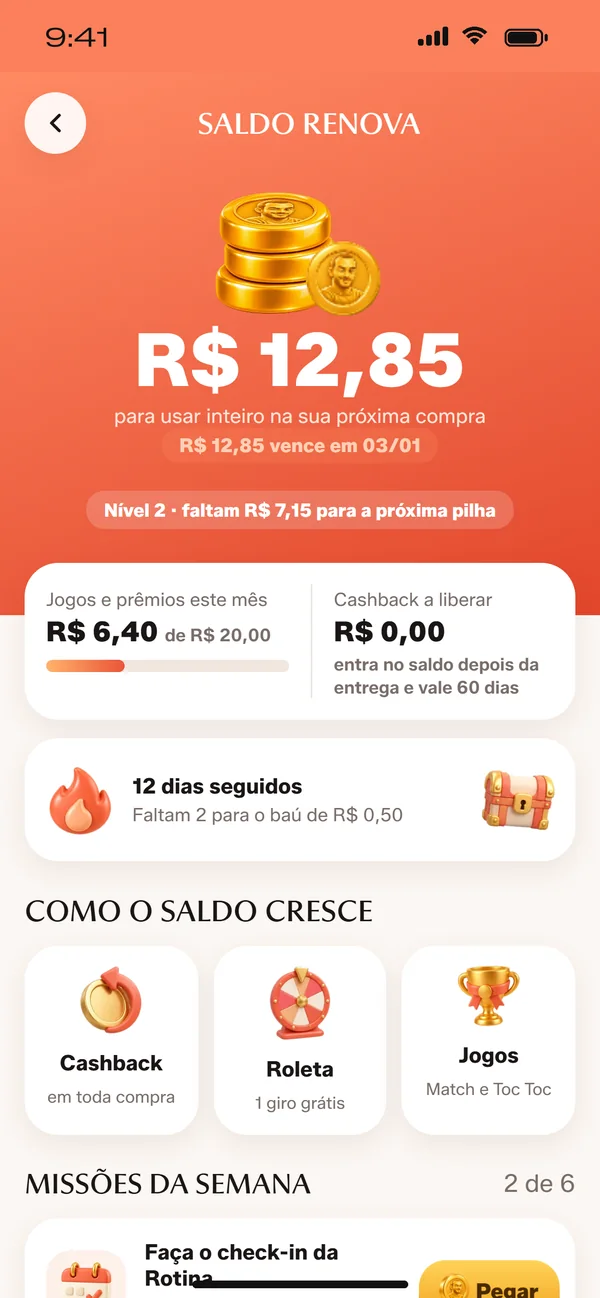 9:41
SALDO RENOVA
R$ 12,85
para usar inteiro na sua próxima compra
R$ 12,85 vence em 03/01
Nível 2 · faltam R$ 7,15 para a próxima pilha
Jogos e prêmios este mês
R$ 6,40 de R$ 20,00
Cashback a liberar
R$ 0,00
entra no saldo depois da
entrega e vale 60 dias
12 dias seguidos
Faltam 2 para o baú de R$ 0,50
COMO O SALDO CRESCE
Cashback
em toda compra
Roleta
1 giro grátis
Jogos
Match e Toc Toc
MISSÕES DA SEMANA
2 de 6
Faça o check-in da
Rotina
Pegar